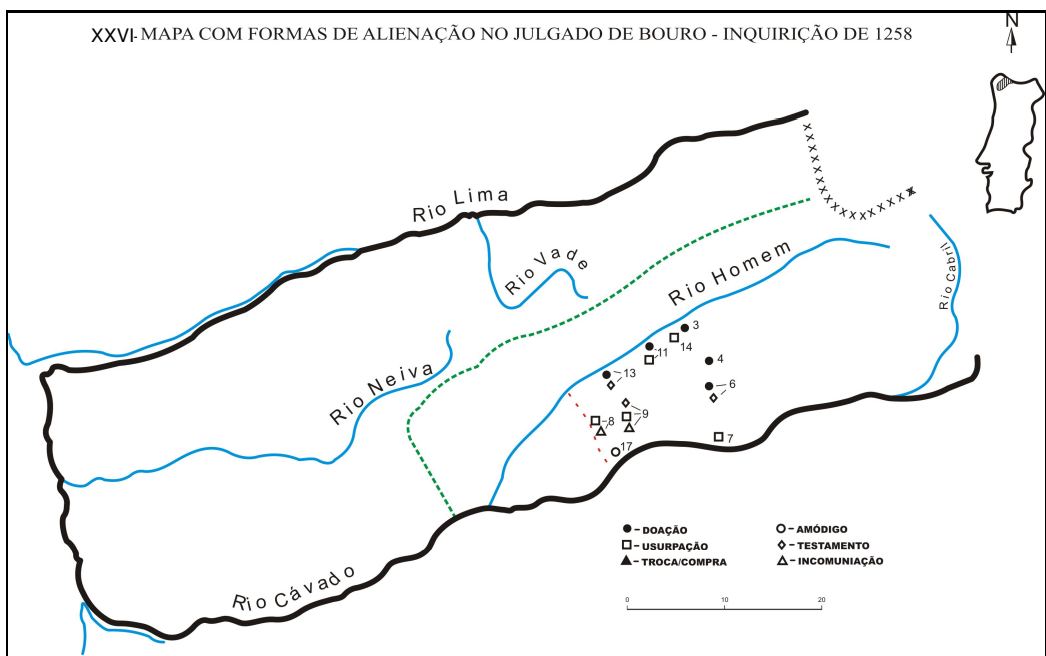 XXVI-MAPA COM FORMAS DE ALIENAÇÃO NO JULGADO DE BOURO - INQUIRIÇÃO DE 1258
N
Rio Lima
Rio Vade
Rio Homem
Rio Cabril
Rio Neiva
3
14
11
4
13
6
9
8
7
17
Rio Cávado
- DOAÇÃO
- USURPAÇÃO
- TROCA/COMPRA
- AMÓDIGO
- TESTAMENTO
- INCOMUNIAÇÃO
0 10 20